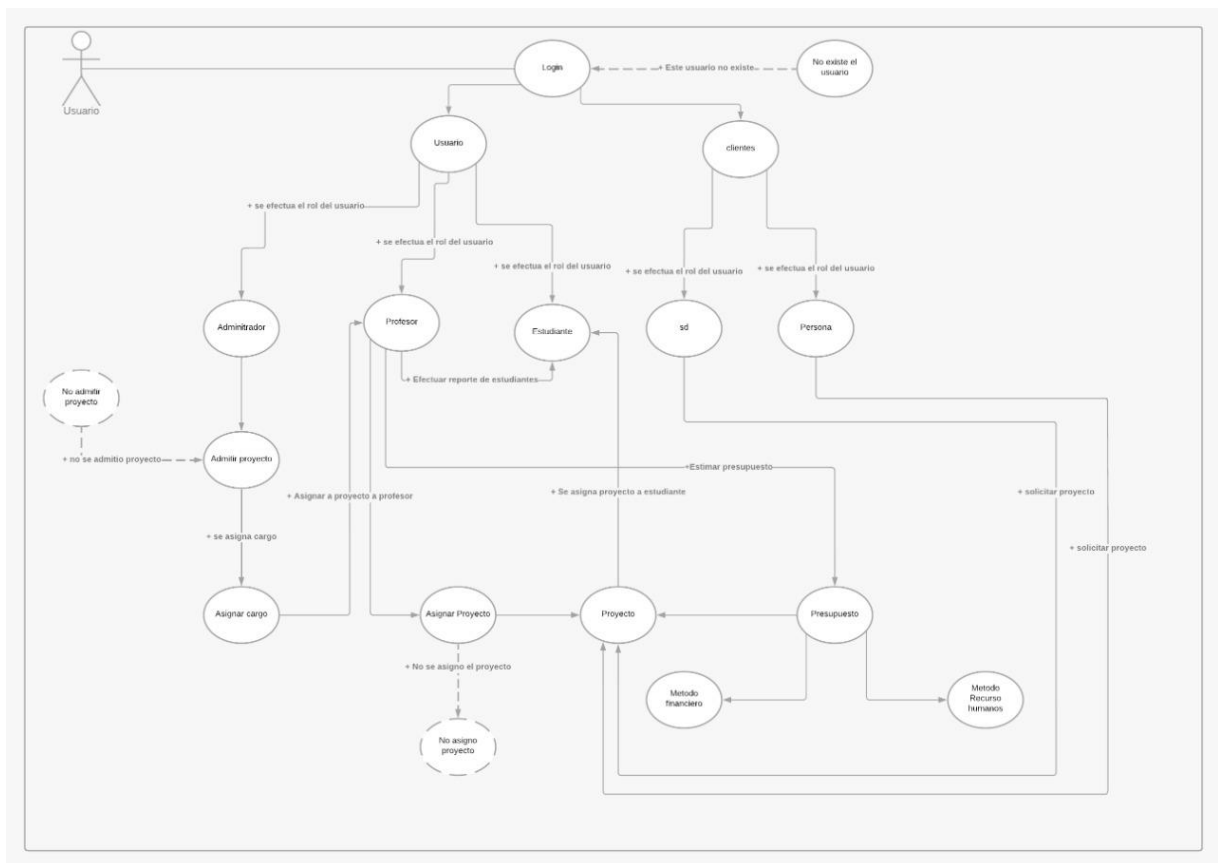 Usuario
Login
+ Este usuario no existe
No existe el
usuario
Usuario
clientes
+ se efectua el rol del usuario
+ se efectua el rol del usuario
+ se efectua el rol del usuario
+ se efectua el rol del usuario
+ se efectua el rol del usuario
Adminitrador
Profesor
Estudiante
sd
Persona
+ Efectuar reporte de estudiantes
No admitir
proyecto
+ no se admitio proyecto
Admitir proyecto
+Estimar presupuesto
+ Asignar a proyecto a profesor
+ Se asigna proyecto a estudiante
+ solicitar proyecto
+ se asigna cargo
+ solicitar proyecto
Asignar cargo
Asignar Proyecto
Proyecto
Presupuesto
+ No se asigno el proyecto
Metodo
financiero
Metodo
Recurso
humanos
No asigno
proyecto